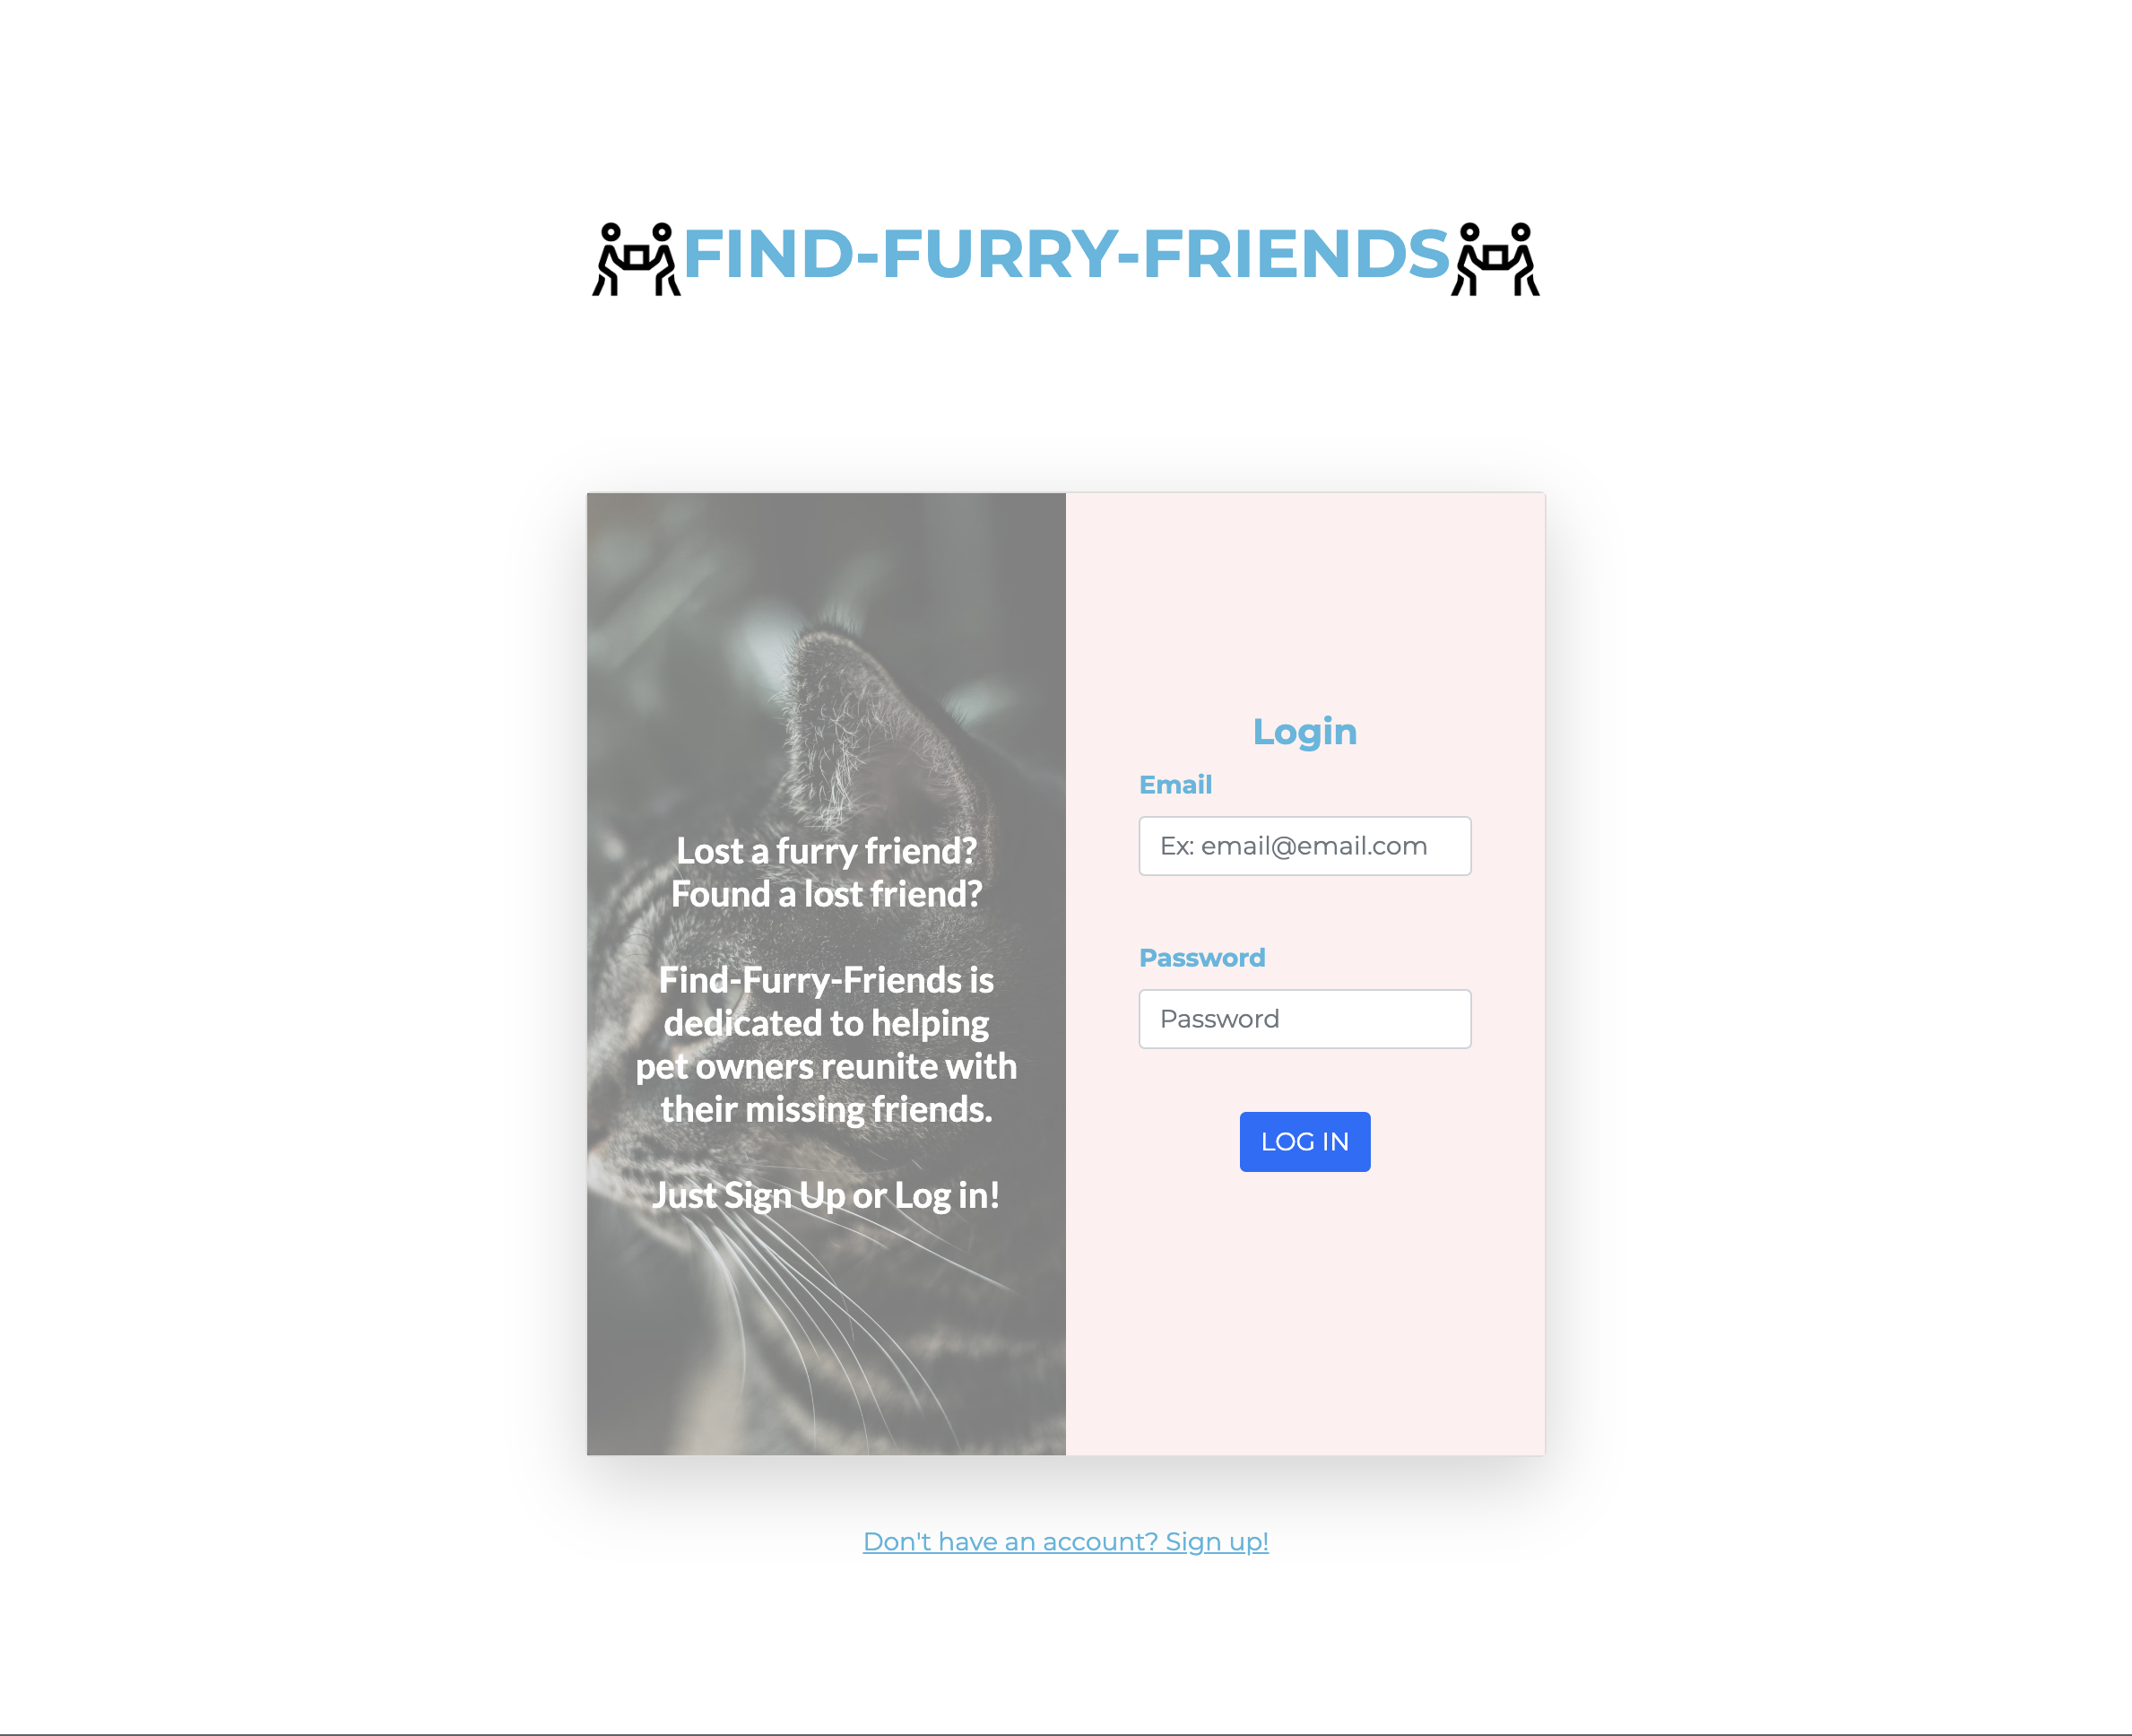 FIND-FURRY-FRIENDS
Lost a furry friend?
Found a lost friend?
Find-Furry-Friends is
dedicated to helping
pet owners reunite with
their missing friends.
Just Sign Up or Log in!
Login
Email
Ex: email@email.com
Password
Password
LOG IN
Don't have an account? Sign up!